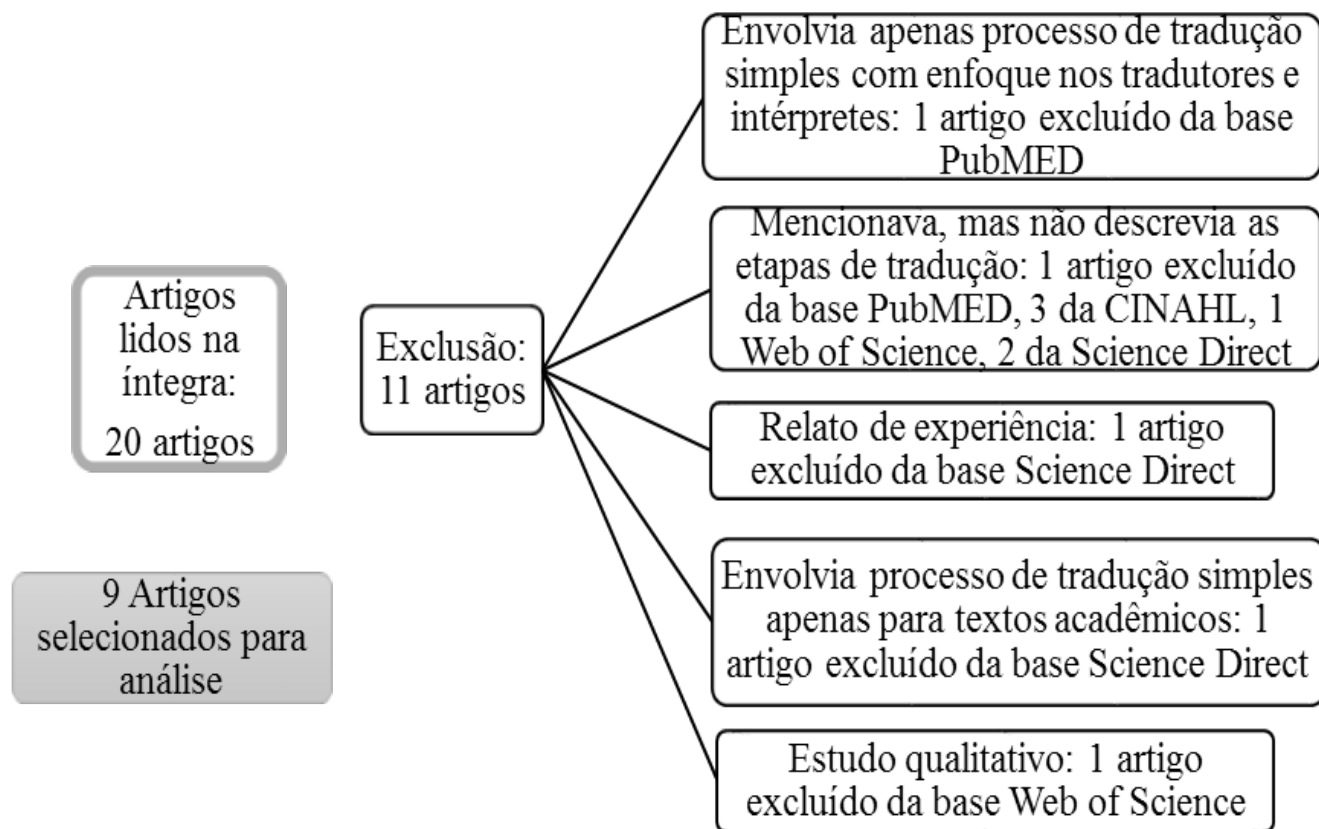 Artigos
lidos na
íntegra:
20 artigos
9 Artigos
selecionados para
análise
Exclusão:
11 artigos
Envolvia apenas processo de tradução
simples com enfoque nos tradutores e
intérpretes: 1 artigo excluído da base
PubMED
Mencionava, mas não descrevia as
etapas de tradução: 1 artigo excluído
da base PubMED, 3 da CINAHL, 1
Web of Science, 2 da Science Direct
Relato de experiência: 1 artigo
excluído da base Science Direct
Envolvia processo de tradução simples
apenas para textos acadêmicos: 1
artigo excluído da base Science Direct
Estudo qualitativo: 1 artigo
excluído da base Web of Science